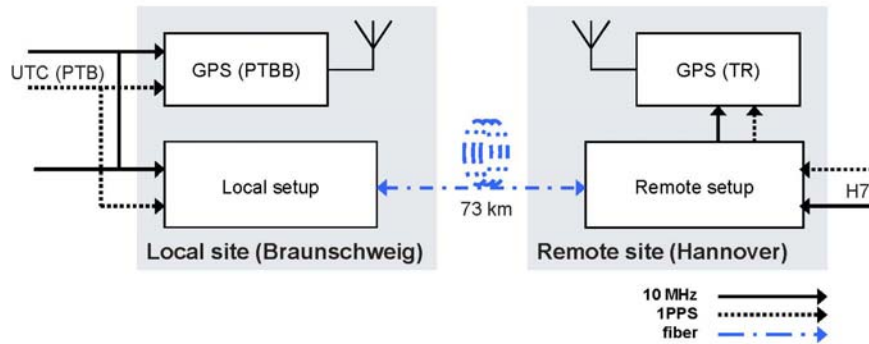 GPS (PTBB)
GPS (TR)
UTC (PTB)
Local setup
Remote setup
H7
73 km
Local site (Braunschweig)
Remote site (Hannover)
10 MHz
1PPS
fiber